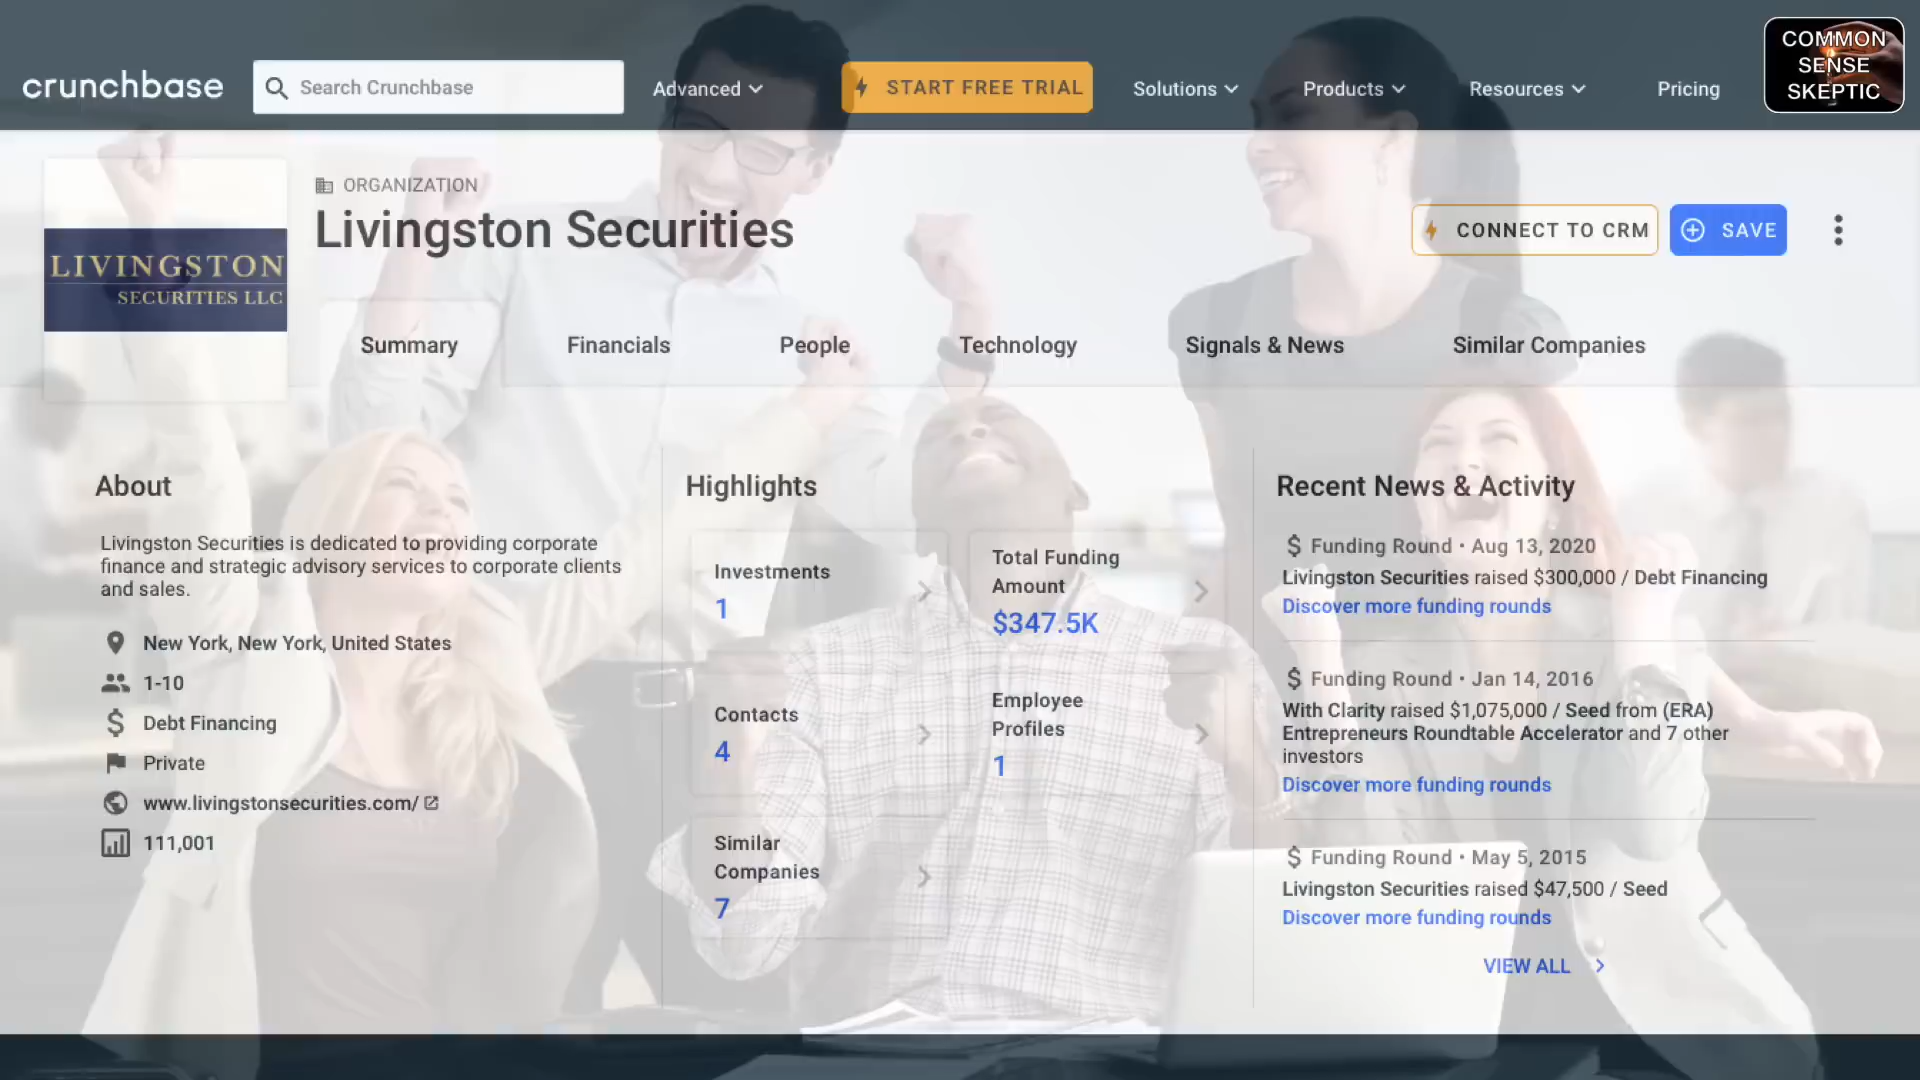 crunchbase
Search Crunchbase
Advanced
START FREE TRIAL
Solutions
Products
Resources
Pricing
COMMON
SENSE
SKEPTIC
LIVINGSTON
SECURITIES LLC
ORGANIZATION
Livingston Securities
CONNECT TO CRM
SAVE
Summary
Financials
People
Technology
Signals & News
Similar Companies
About
Livingston Securities is dedicated to providing corporate
finance and strategic advisory services to corporate clients
and sales.
New York, New York, United States
1-10
Debt Financing
Private
www.livingstonsecurities.com/
111,001
Highlights
Investments
1
Total Funding
Amount
$347.5K
Contacts
4
Employee
Profiles
1
Similar
Companies
7
Recent News & Activity
Funding Round • Aug 13, 2020
Livingston Securities raised $300,000 / Debt Financing
Discover more funding rounds
Funding Round • Jan 14, 2016
With Clarity raised $1,075,000 / Seed from (ERA)
Entrepreneurs Roundtable Accelerator and 7 other
investors
Discover more funding rounds
Funding Round • May 5, 2015
Livingston Securities raised $47,500 / Seed
Discover more funding rounds
VIEW ALL